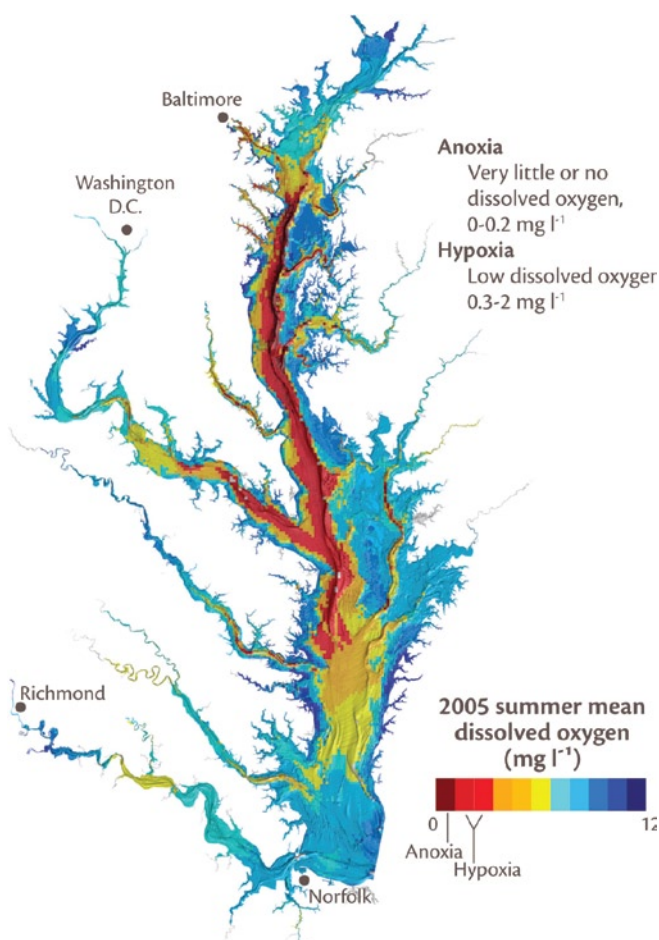 Baltimore
Washington
D.C.
Anoxia
Very little or no
dissolved oxygen,
0-0.2 mg l⁻¹
Hypoxia
Low dissolved oxygen
0.3-2 mg l⁻¹
Richmond
2005 summer mean
dissolved oxygen
(mg l⁻¹)
0 12
Anoxia
Hypoxia
Norfolk